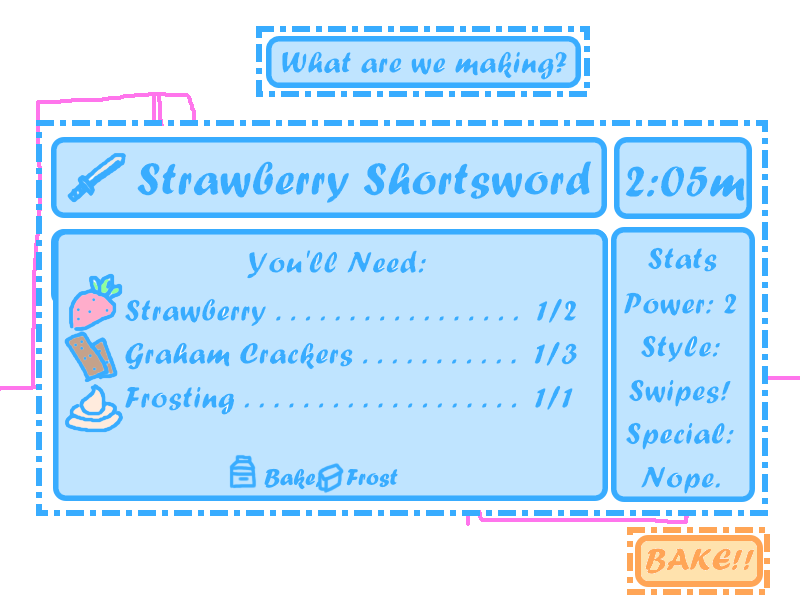 What are we making?
Strawberry Shortsword
2:05m
You'll Need:
Strawberry . . . . . . . . . . . . . . . . . 1/2
Graham Crackers . . . . . . . . . . . 1/3
Frosting . . . . . . . . . . . . . . . . . . . . 1/1
Bake Frost
Stats
Power: 2
Style:
Swipes!
Special:
Nope.
BAKE!!